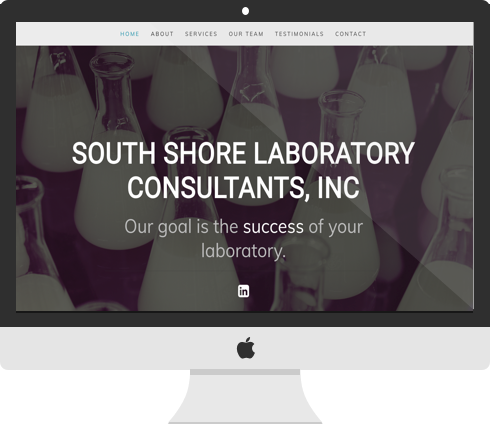 HOME ABOUT SERVICES OUR TEAM TESTIMONIALS CONTACT
SOUTH SHORE LABORATORY
CONSULTANTS, INC
Our goal is the success of your
laboratory.
in